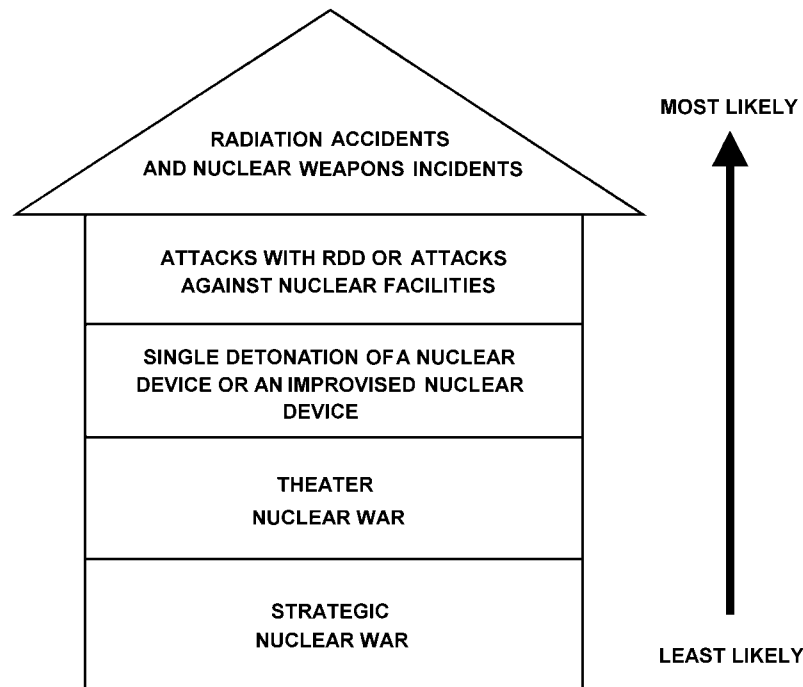 RADIATION ACCIDENTS
AND NUCLEAR WEAPONS INCIDENTS
MOST LIKELY
ATTACKS WITH RDD OR ATTACKS
AGAINST NUCLEAR FACILITIES
SINGLE DETONATION OF A NUCLEAR
DEVICE OR AN IMPROVISED NUCLEAR
DEVICE
THEATER
NUCLEAR WAR
STRATEGIC
NUCLEAR WAR
LEAST LIKELY